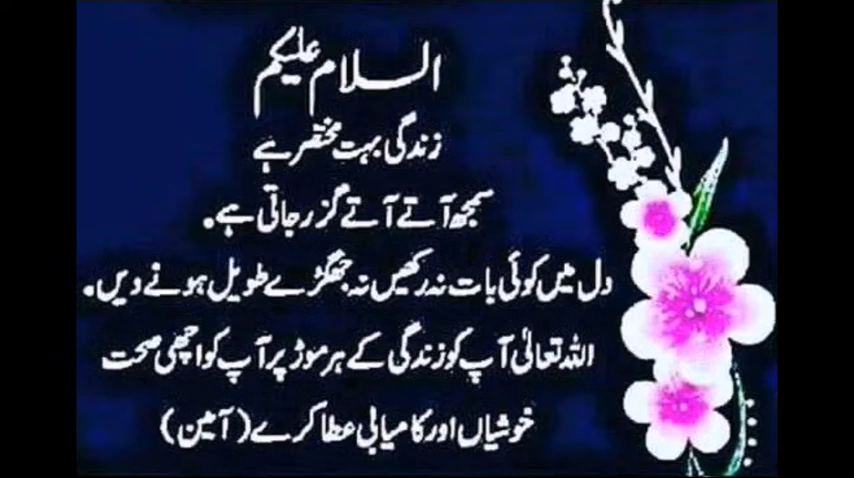 السلام علیکم
زندگی بہت مختصر ہے
سمجھ آتے آتے گزر جاتی ہے۔
دل میں کوئی بات نہ رکھیں نہ جھگڑے طویل ہونے دیں۔
اللہ تعالیٰ آپ کو زندگی کے ہر موڑ پر آپ کو اچھی صحت
خوشیاں اور کامیابی عطا کرے (آمین)